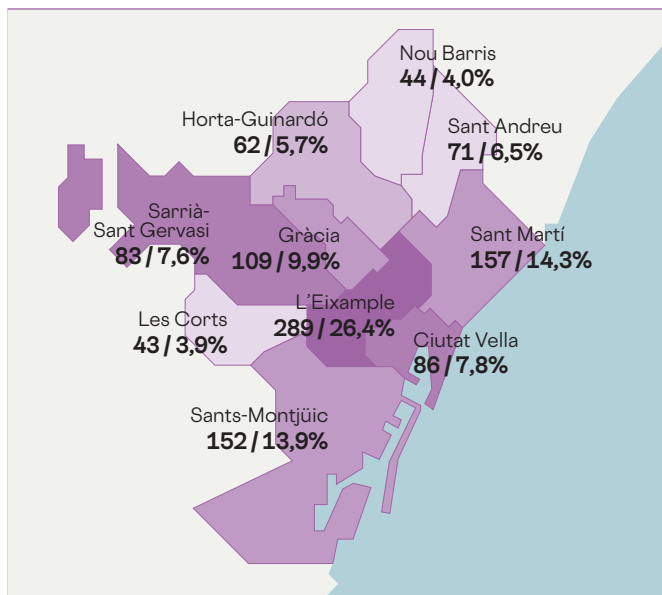 Nou Barris
44 / 4,0%
Horta-Guinardó
62 / 5,7%
Sant Andreu
71 / 6,5%
Sarrià-
Sant Gervasi
83 / 7,6%
Gràcia
109 / 9,9%
Sant Martí
157 / 14,3%
L'Eixample
289 / 26,4%
Les Corts
43 / 3,9%
Ciutat Vella
86 / 7,8%
Sants-Montjüic
152 / 13,9%